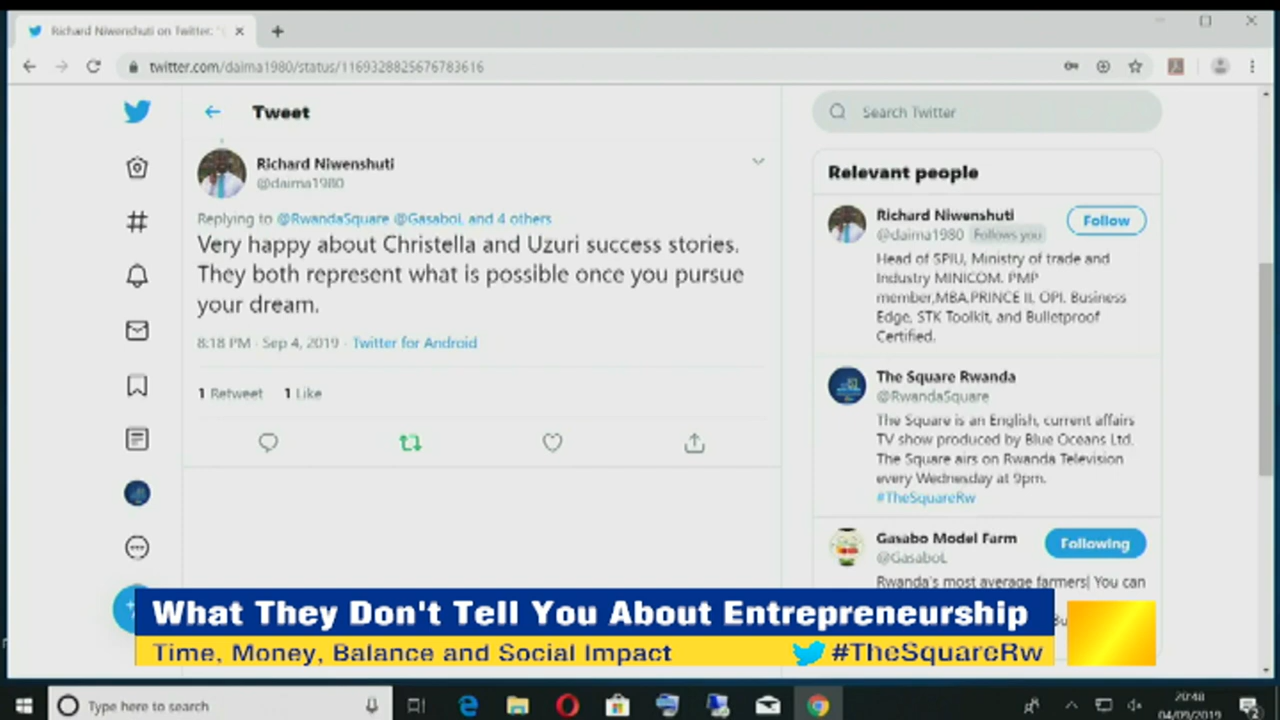 Richard Niwenshuti on Twitter: "
twitter.com/daima1980/status/1169328825676783616
Tweet
Richard Niwenshuti
@daima1980
Replying to @RwandaSquare @GasaboL and 4 others
Very happy about Christella and Uzuri success stories.
They both represent what is possible once you pursue
your dream.
8:18 PM · Sep 4, 2019 · Twitter for Android
1 Retweet 1 Like
Search Twitter
Relevant people
Richard Niwenshuti
Follow
@daima1980 Follows you
Head of SPIU, Ministry of trade and
Industry MINICOM. PMP
member,MBA,PRINCE II, OPI. Business
Edge, STK Toolkit, and Bulletproof
Certified.
The Square Rwanda
@RwandaSquare
The Square is an English, current affairs
TV show produced by Blue Oceans Ltd.
The Square airs on Rwanda Television
every Wednesday at 9pm.
#TheSquareRw
Gasabo Model Farm
Following
@GasaboL
Rwanda's most average farmers| You can
What They Don't Tell You About Entrepreneurship
Time, Money, Balance and Social Impact
#TheSquareRw
Type here to search
20:48
04/09/2019
2